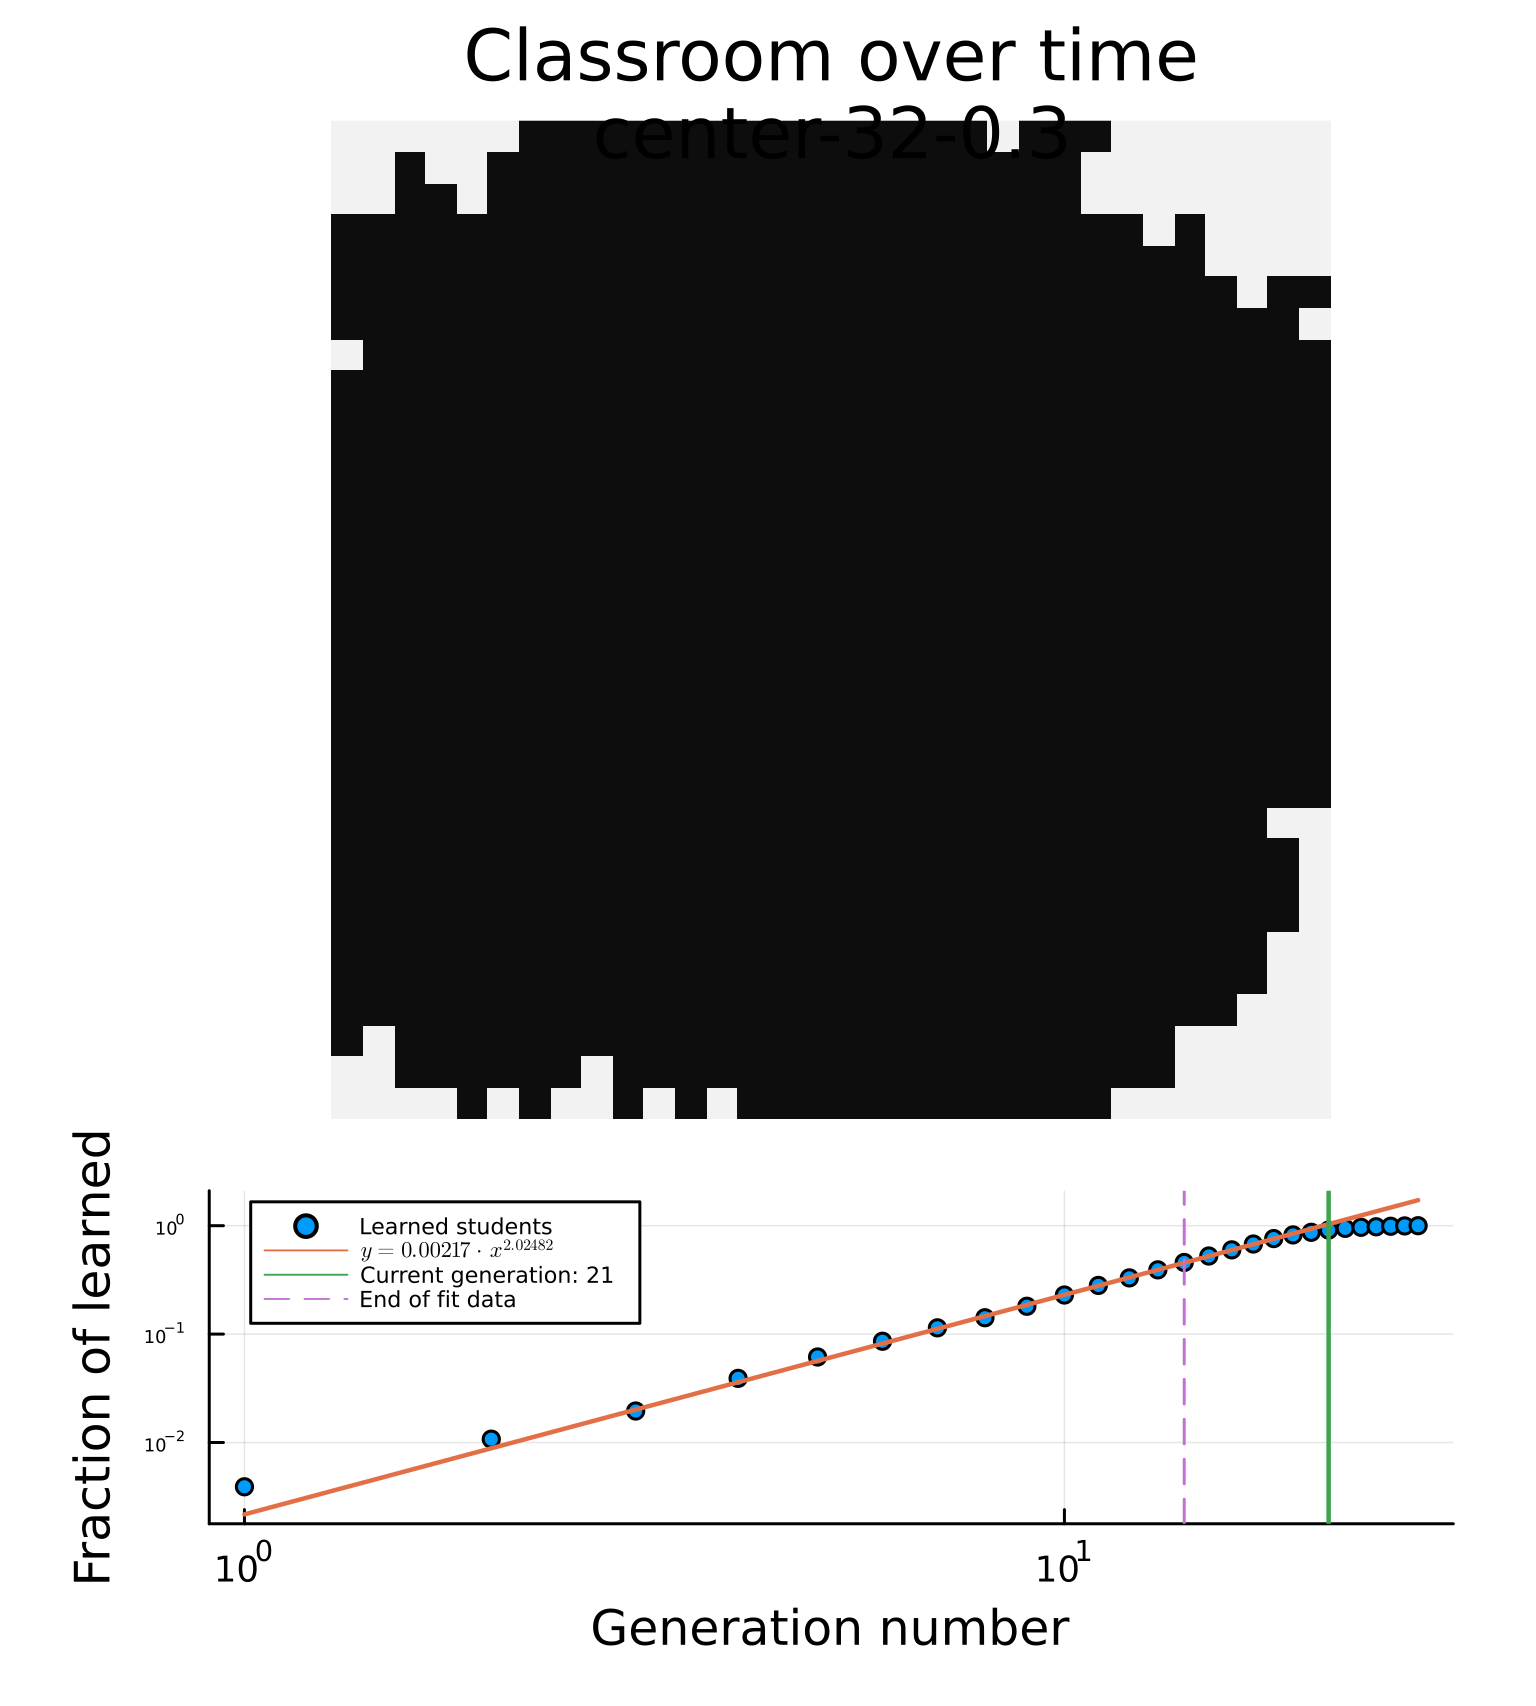 Classroom over time
center-32-0.3
Fraction of learned
10⁰
10⁻¹
10⁻²
Learned students
y = 0.00217 · x^2.02482
Current generation: 21
End of fit data
10⁰
10¹
Generation number